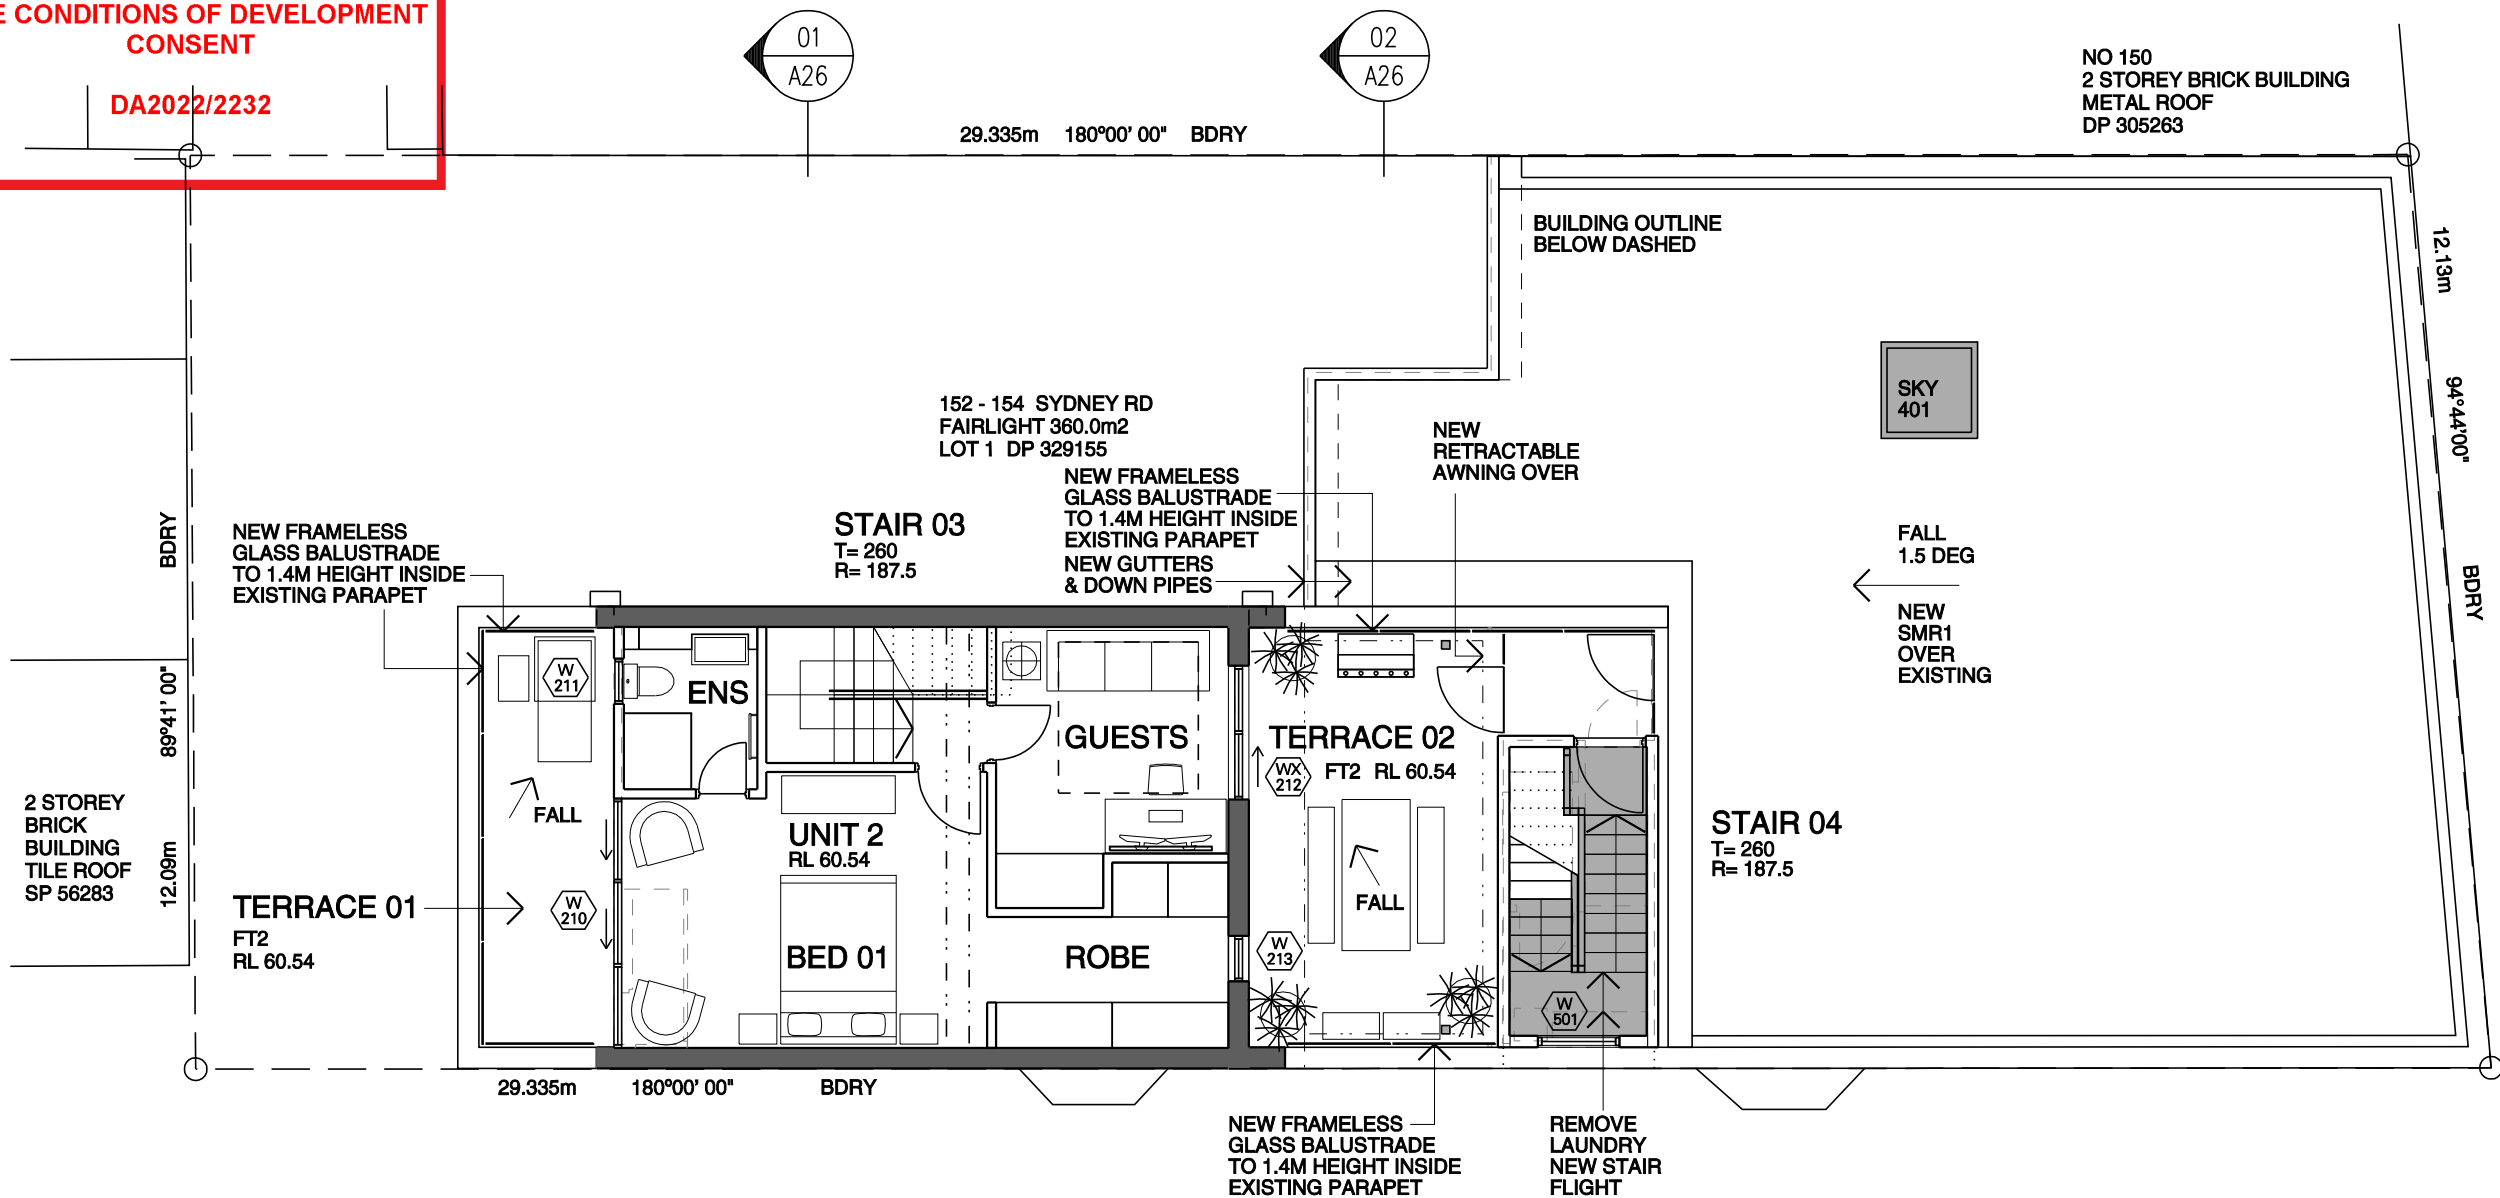 E CONDITIONS OF DEVELOPMENT
CONSENT
DA2022/2232
01
A26
02
A26
29.335m 180°00' 00" BDRY
NO 150
2 STOREY BRICK BUILDING
METAL ROOF
DP 305263
BUILDING OUTLINE
BELOW DASHED
12.13m
94°44'00"
BDRY
SKY
401
152 - 154 SYDNEY RD
FAIRLIGHT 360.0m2
LOT 1 DP 329155
NEW FRAMELESS
GLASS BALUSTRADE
TO 1.4M HEIGHT INSIDE
EXISTING PARAPET
NEW GUTTERS
& DOWN PIPES
NEW
RETRACTABLE
AWNING OVER
STAIR 03
T= 260
R= 187.5
NEW FRAMELESS
GLASS BALUSTRADE
TO 1.4M HEIGHT INSIDE
EXISTING PARAPET
BDRY
89°41' 00"
12.09m
FALL
1.5 DEG
NEW
SMR1
OVER
EXISTING
W
211
ENS
GUESTS
TERRACE 02
FT2 RL 60.54
WX
212
FALL
2 STOREY
BRICK
BUILDING
TILE ROOF
SP 56283
UNIT 2
RL 60.54
STAIR 04
T= 260
R= 187.5
TERRACE 01
FT2
RL 60.54
W
210
FALL
BED 01
ROBE
W
213
W
501
29.335m 180°00' 00" BDRY
NEW FRAMELESS
GLASS BALUSTRADE
TO 1.4M HEIGHT INSIDE
EXISTING PARAPET
REMOVE
LAUNDRY
NEW STAIR
FLIGHT